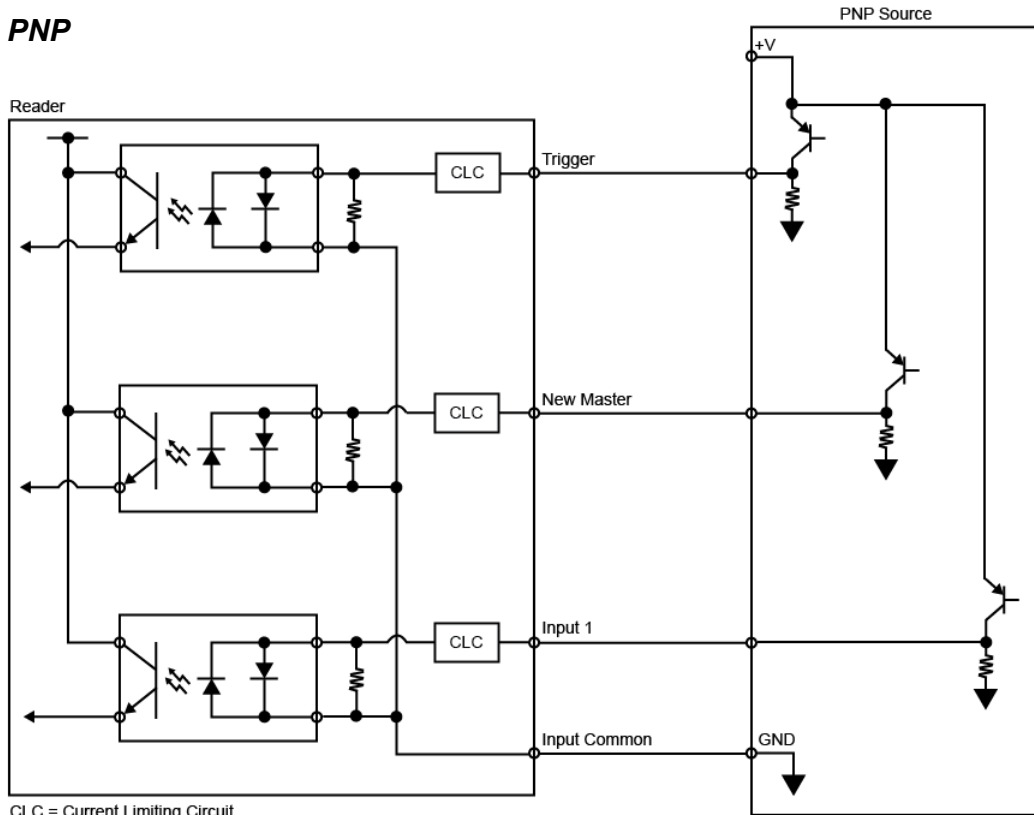 PNP
PNP Source
+V
Reader
CLC
Trigger
CLC
New Master
CLC
Input 1
Input Common
GND
CLC = Current Limiting Circuit